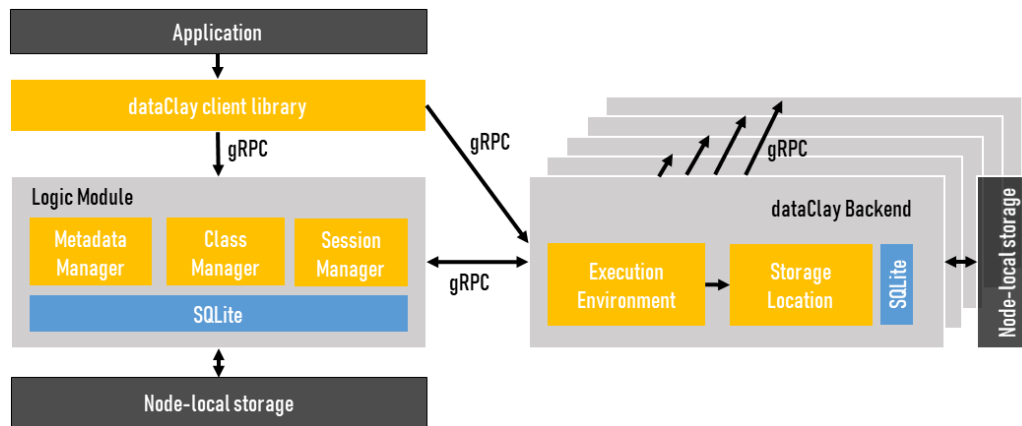 Application
dataClay client library
gRPC
gRPC
gRPC
Logic Module
dataClay Backend
Metadata
Manager
Class
Manager
Session
Manager
Execution
Environment
Storage
Location
SQLite
Node-local storage
gRPC
SQLite
Node-local storage